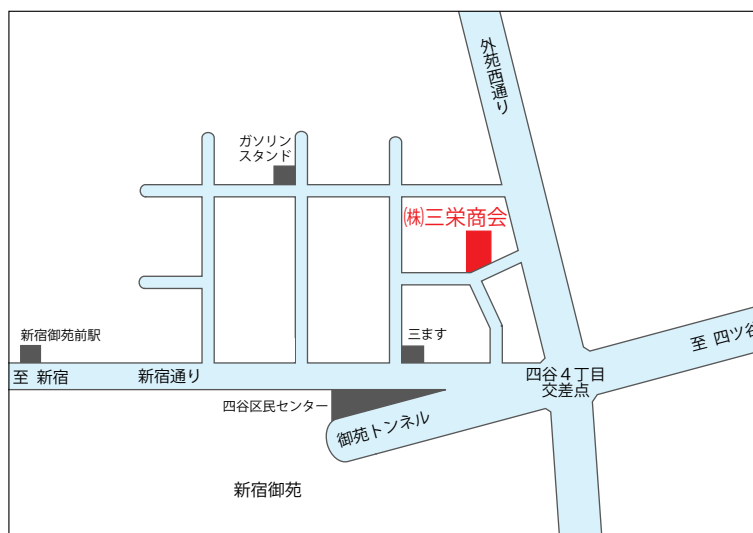 外苑西通り
ガソリン
スタンド
㈱三栄商会
新宿御苑前駅
三ます
至 四ツ谷
至 新宿
新宿通り
四谷４丁目
交差点
四谷区民センター
御苑トンネル
新宿御苑